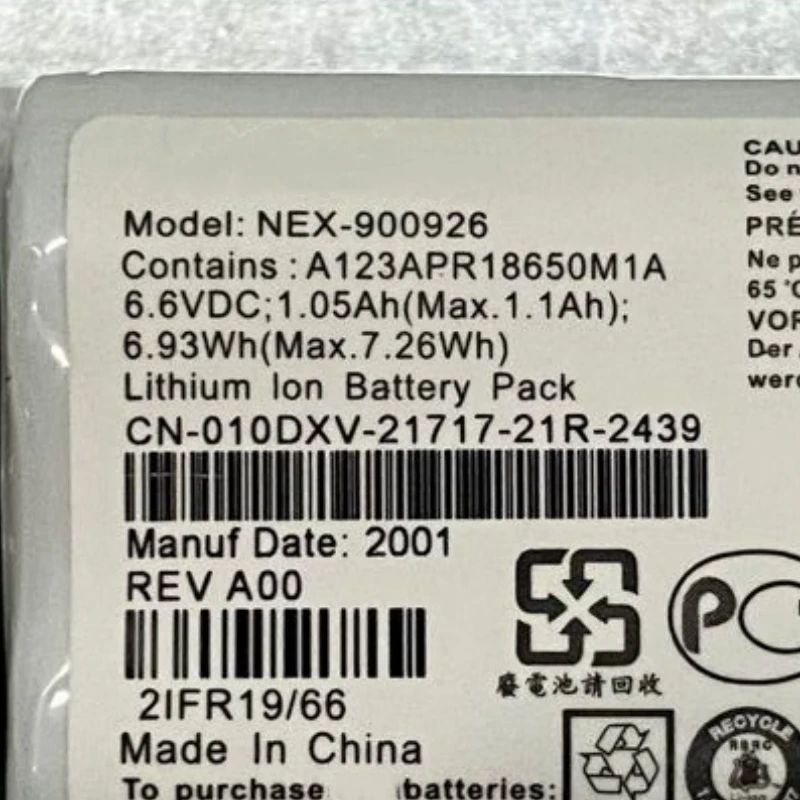 Model: NEX-900926
Contains : A123APR18650M1A
6.6VDC;1.05Ah(Max.1.1Ah);
6.93Wh(Max.7.26Wh)
Lithium Ion Battery Pack
CN-010DXV-21717-21R-2439
Manuf Date: 2001
REV A00
2IFR19/66
Made In China
To purchase batteries:
廢電池請回收
RECYCLE
RBRC
CAU
Do n
See
PRÉ
Ne p
65 °C
VOR
Der
werd